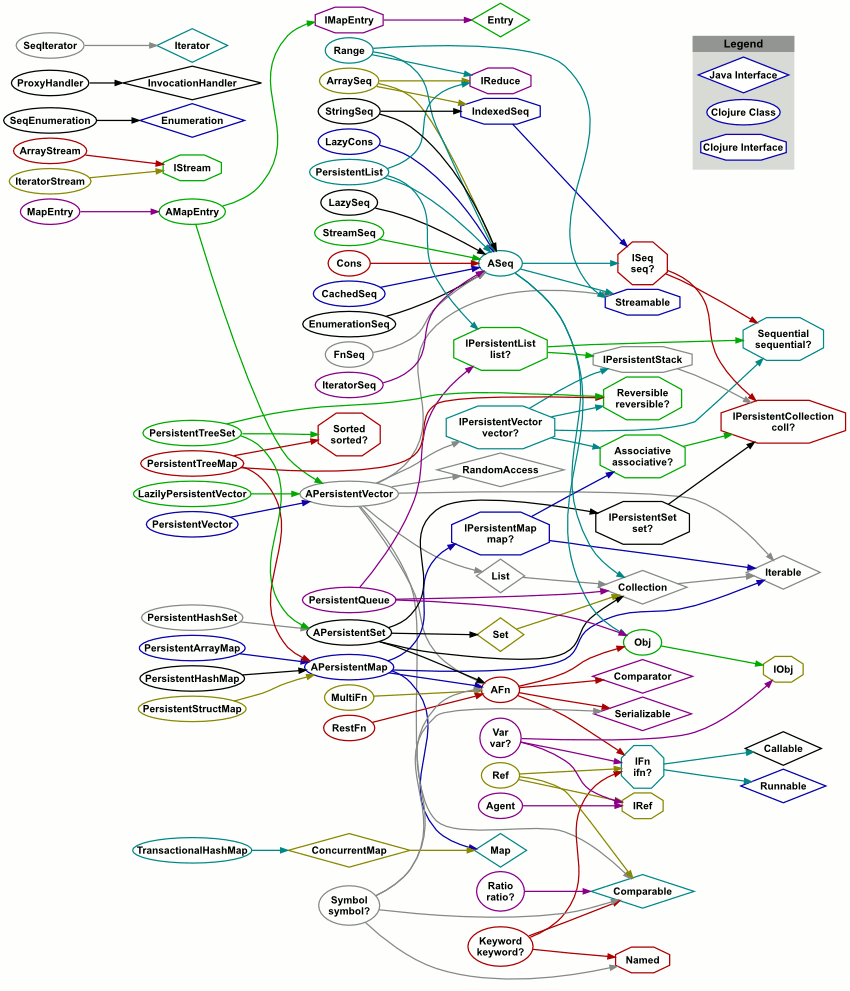 IMapEntry
Entry
SeqIterator
Iterator
Range
Legend
ProxyHandler
InvocationHandler
ArraySeq
IReduce
Java Interface
SeqEnumeration
Enumeration
StringSeq
IndexedSeq
Clojure Class
LazyCons
Clojure Interface
ArrayStream
IStream
PersistentList
IteratorStream
LazySeq
MapEntry
AMapEntry
StreamSeq
Cons
ASeq
ISeq
seq?
CachedSeq
Streamable
EnumerationSeq
FnSeq
IPersistentList
list?
IPersistentStack
Sequential
sequential?
IteratorSeq
Reversible
reversible?
PersistentTreeSet
Sorted
sorted?
IPersistentVector
vector?
IPersistentCollection
coll?
PersistentTreeMap
RandomAccess
Associative
associative?
LazilyPersistentVector
APersistentVector
PersistentVector
IPersistentMap
map?
IPersistentSet
set?
List
Collection
Iterable
PersistentQueue
PersistentHashSet
APersistentSet
Set
Obj
PersistentArrayMap
APersistentMap
IObj
PersistentHashMap
MultiFn
AFn
Comparator
PersistentStructMap
RestFn
Serializable
Var
var?
Callable
Ref
IFn
ifn?
Runnable
Agent
IRef
TransactionalHashMap
ConcurrentMap
Map
Ratio
ratio?
Comparable
Symbol
symbol?
Keyword
keyword?
Named